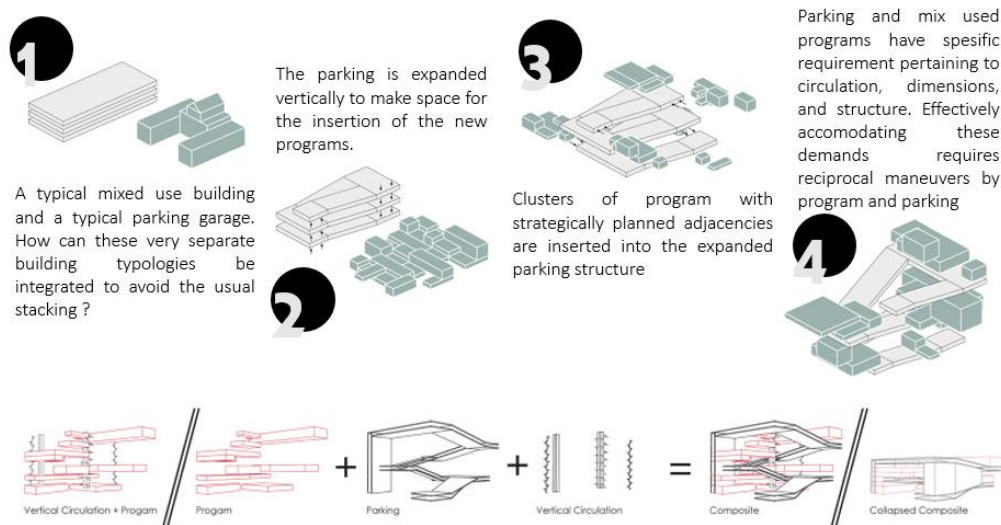 1
A typical mixed use building
and a typical parking garage.
How can these very separate
building typologies be
integrated to avoid the usual
stacking ?
The parking is expanded
vertically to make space for
the insertion of the new
programs.
2
3
Clusters of program with
strategically planned adjacencies
are inserted into the expanded
parking structure
Parking and mix used
programs have spesific
requirement pertaining to
circulation, dimensions,
and structure. Effectively
accomodating these
demands requires
reciprocal maneuvers by
program and parking
4
+ + =
Vertical Circulation + Progam
Progam
Parking
Vertical Circulation
Composite
Collapsed Composite